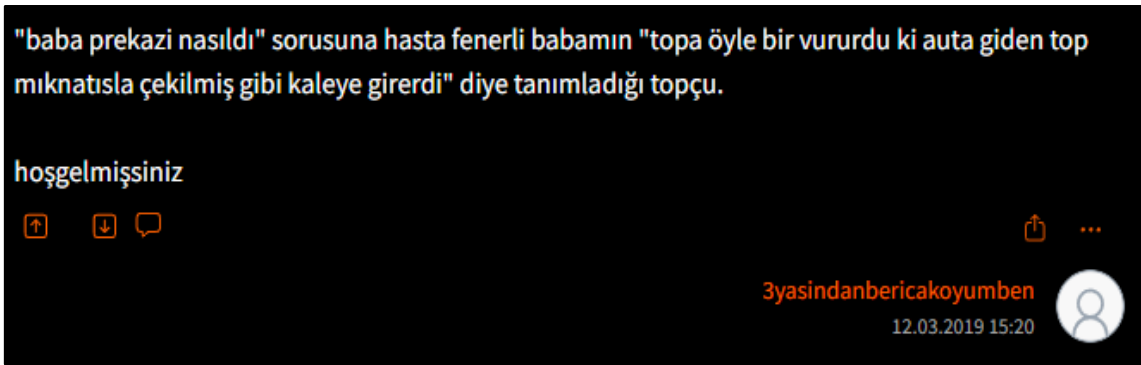 "baba prekazi nasıldı" sorusuna hasta fenerli babamın "topa öyle bir vururdu ki auta giden top
mıknatısla çekilmiş gibi kaleye girerdi" diye tanımladığı topçu.
hoşgelmişsiniz
3yasindanbericakoyumben
12.03.2019 15:20